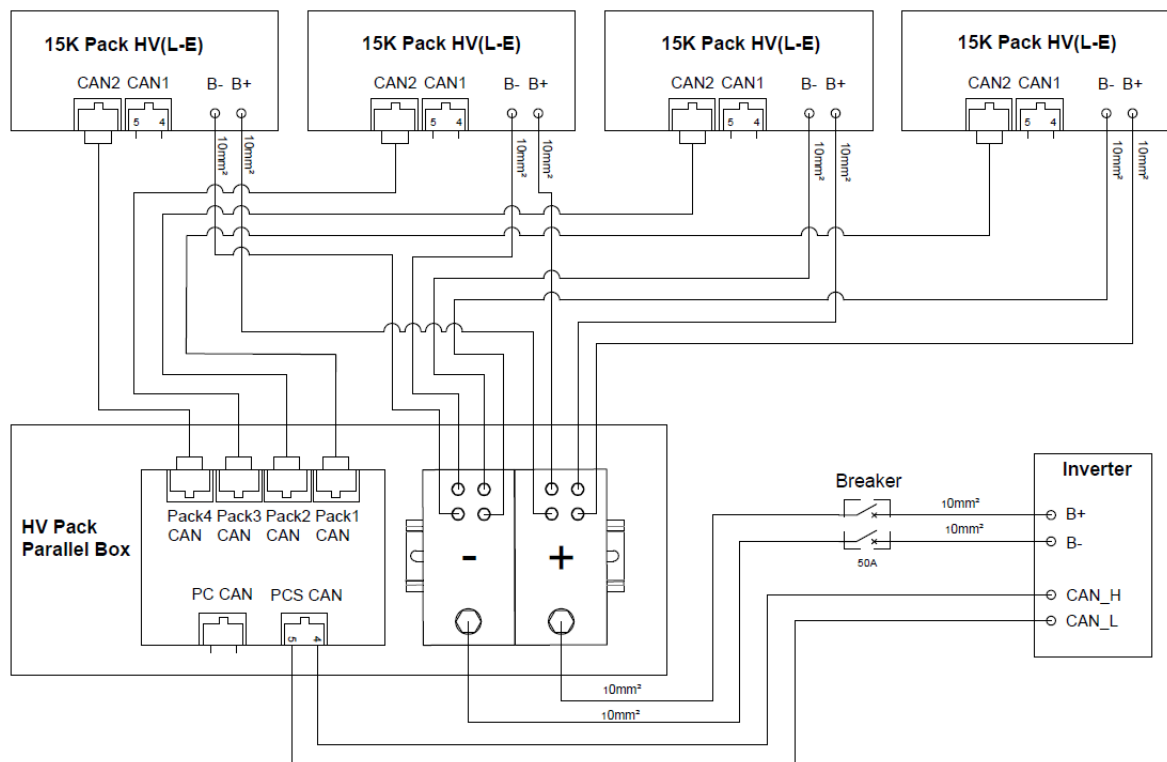 15K Pack HV(L-E)
CAN2 CAN1 B- B+
5 4
10mm² 10mm²
15K Pack HV(L-E)
CAN2 CAN1 B- B+
5 4
10mm² 10mm²
15K Pack HV(L-E)
CAN2 CAN1 B- B+
5 4
10mm² 10mm²
15K Pack HV(L-E)
CAN2 CAN1 B- B+
5 4
10mm² 10mm²
HV Pack
Parallel Box
Pack4 Pack3 Pack2 Pack1
CAN CAN CAN CAN
PC CAN PCS CAN
5 4
- +
Breaker
50A
10mm²
10mm²
10mm²
10mm²
Inverter
B+
B-
CAN_H
CAN_L